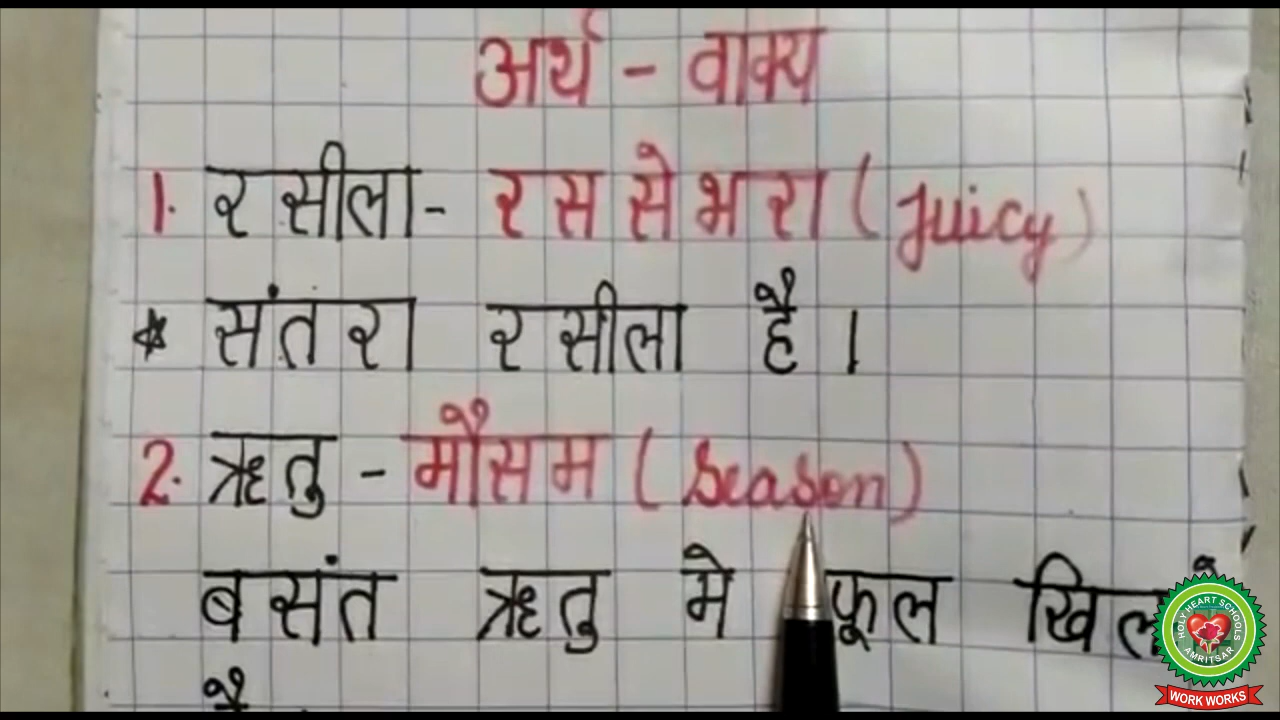 अर्थ - वाक्य
1. रसीला - रस से भरा (Juicy)
* संतरा रसीला है।
2. ऋतु - मौसम (Season)
बसंत ऋतु मे फूल
HOLY HEART SCHOOLS
AMRITSAR
WORK WORKS